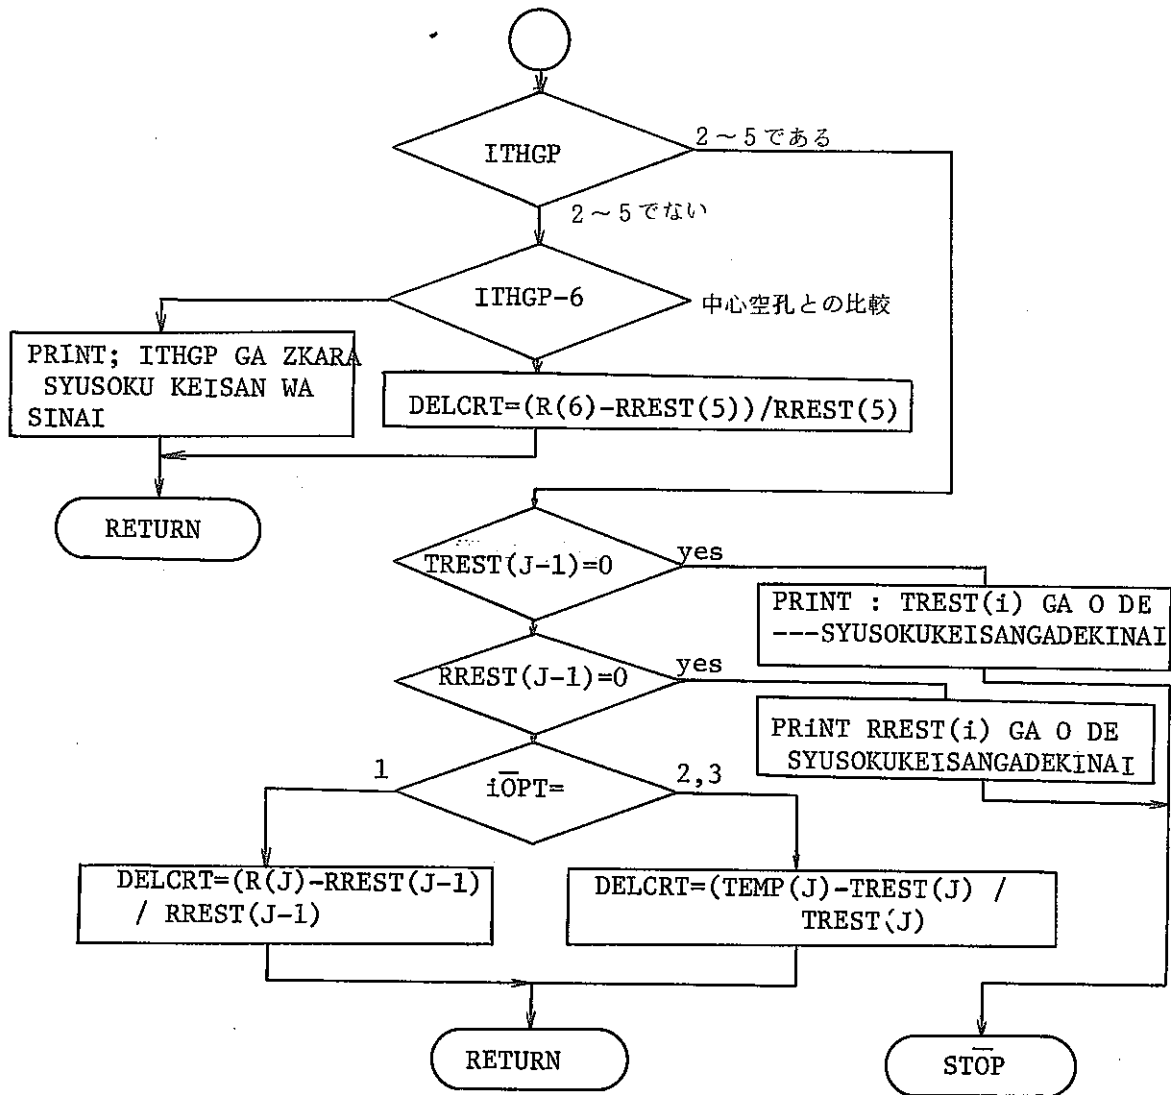 ITHGP
2～5である
2～5でない
ITHGP-6
中心空孔との比較
PRINT; ITHGP GA ZKARA
SYUSOKU KEISAN WA
SINAI
DELCRT=(R(6)-RREST(5))/RREST(5)
RETURN
TREST(J-1)=0
yes
PRINT : TREST(i) GA O DE
---SYUSOKUKEISANGADEKINAI
RREST(J-1)=0
yes
PRiNT RREST(i) GA O DE
SYUSOKUKEISANGADEKINAI
1
iO̅PT=
2,3
DELCRT=(R(J)-RREST(J-1)
/ RREST(J-1)
DELCRT=(TEMP(J)-TREST(J) /
TREST(J)
RETURN
STO̅P